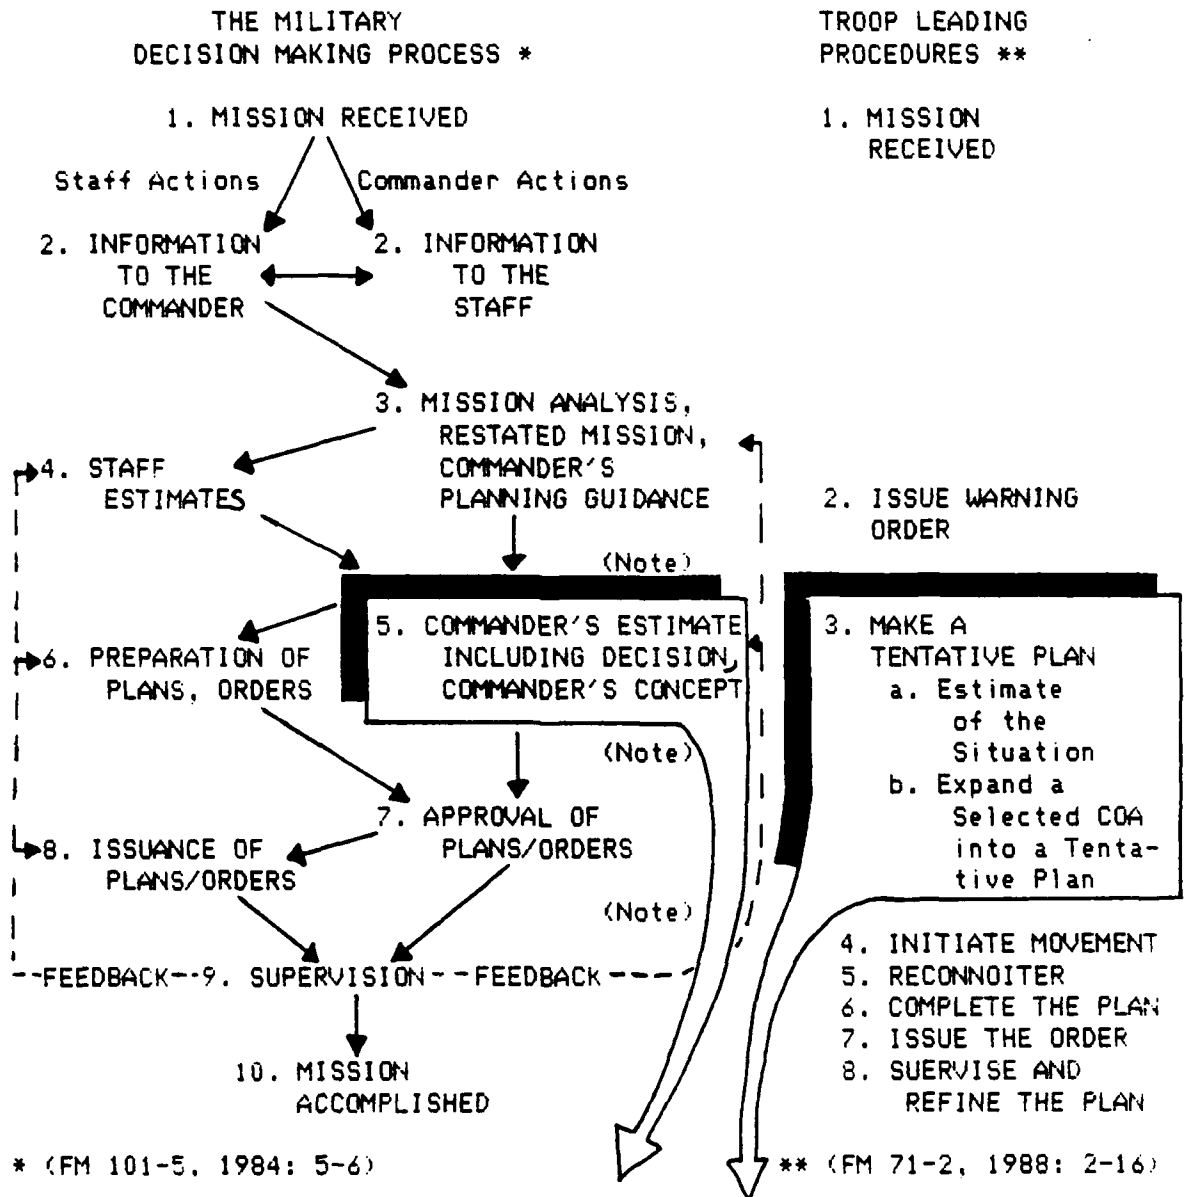 THE MILITARY
DECISION MAKING PROCESS *
1. MISSION RECEIVED
Staff Actions
Commander Actions
2. INFORMATION
TO THE
COMMANDER
2. INFORMATION
TO THE
STAFF
3. MISSION ANALYSIS,
RESTATED MISSION,
COMMANDER'S
PLANNING GUIDANCE
4. STAFF
ESTIMATES
(Note)
5. COMMANDER'S ESTIMATE
INCLUDING DECISION,
COMMANDER'S CONCEPT
6. PREPARATION OF
PLANS, ORDERS
(Note)
7. APPROVAL OF
PLANS/ORDERS
8. ISSUANCE OF
PLANS/ORDERS
(Note)
--FEEDBACK--9. SUPERVISION--FEEDBACK----
10. MISSION
ACCOMPLISHED
* (FM 101-5, 1984: 5-6)
TROOP LEADING
PROCEDURES **
1. MISSION
RECEIVED
2. ISSUE WARNING
ORDER
3. MAKE A
TENTATIVE PLAN
a. Estimate
of the
Situation
b. Expand a
Selected COA
into a Tenta-
tive Plan
4. INITIATE MOVEMENT
5. RECONNOITER
6. COMPLETE THE PLAN
7. ISSUE THE ORDER
8. SUERVISE AND
REFINE THE PLAN
** (FM 71-2, 1988: 2-16)